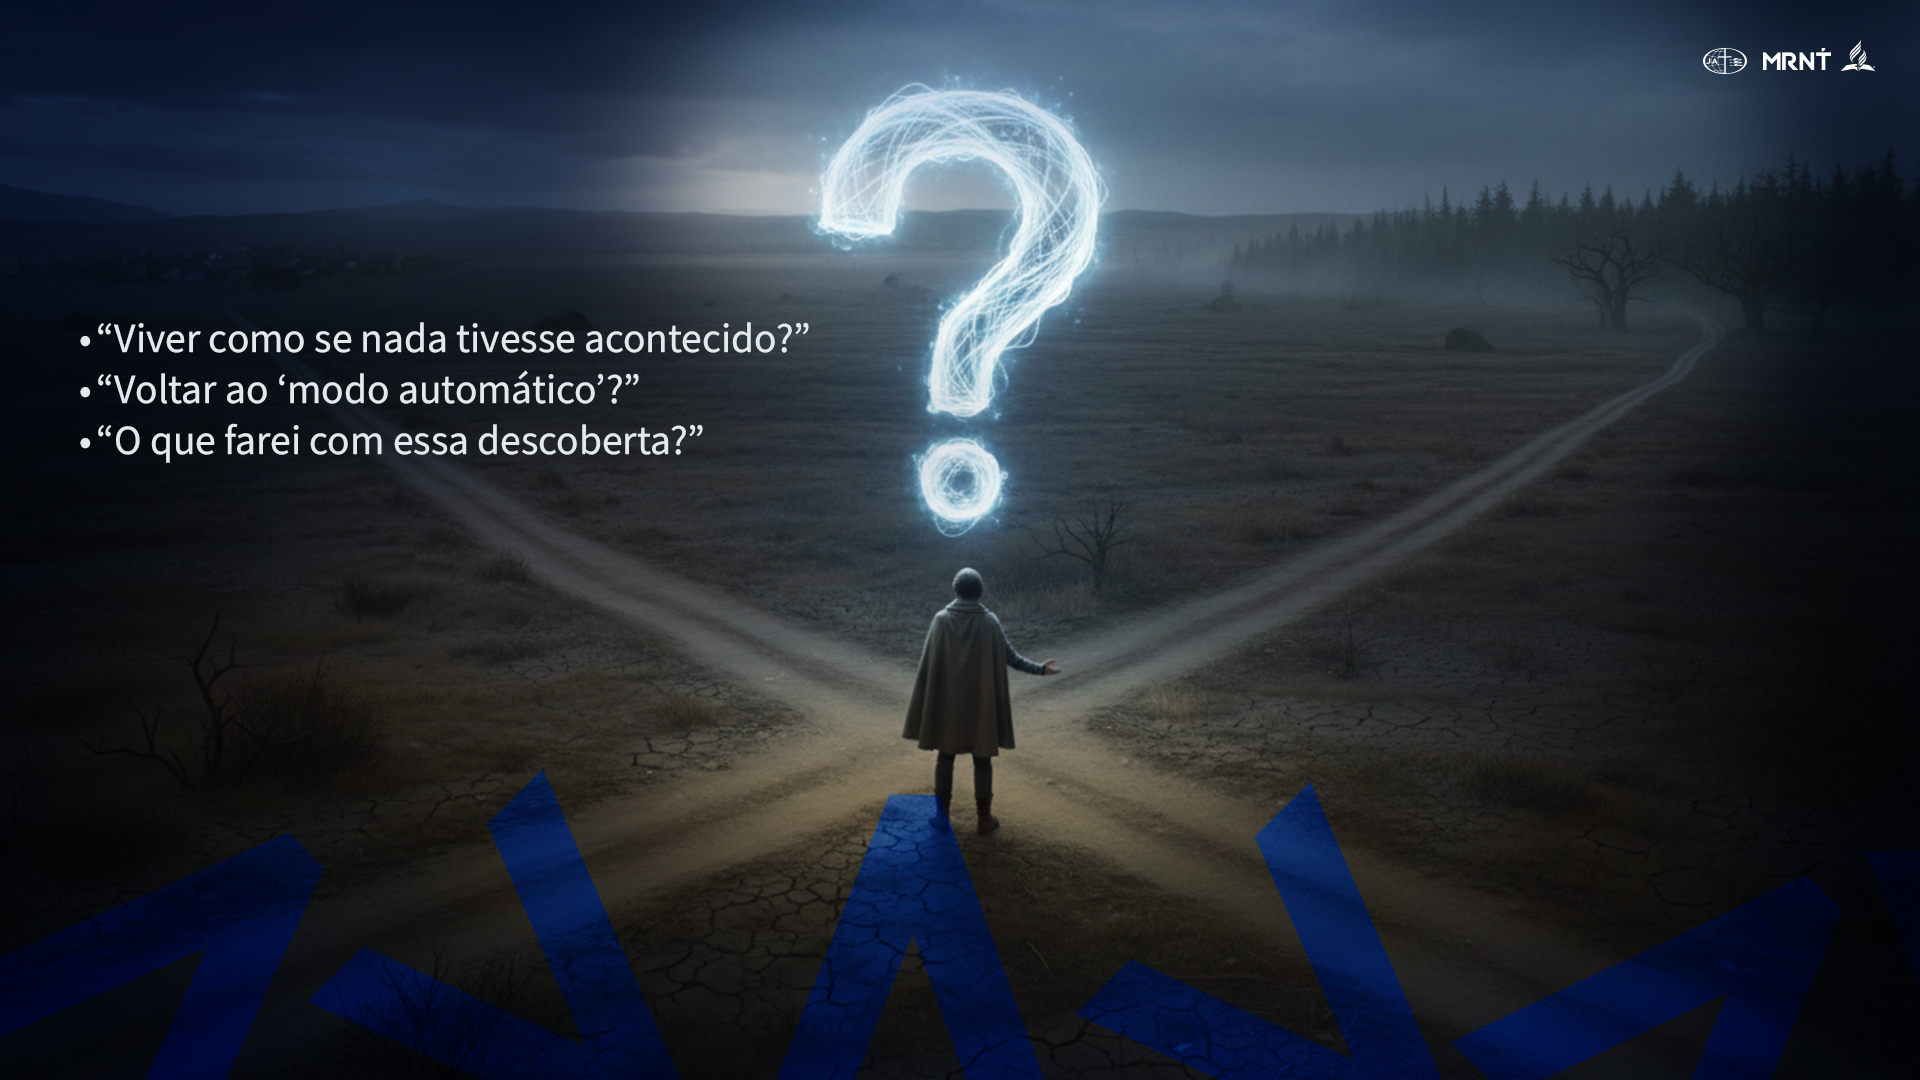 MRNT
• “Viver como se nada tivesse acontecido?”
• “Voltar ao ‘modo automático’?”
• “O que farei com essa descoberta?”